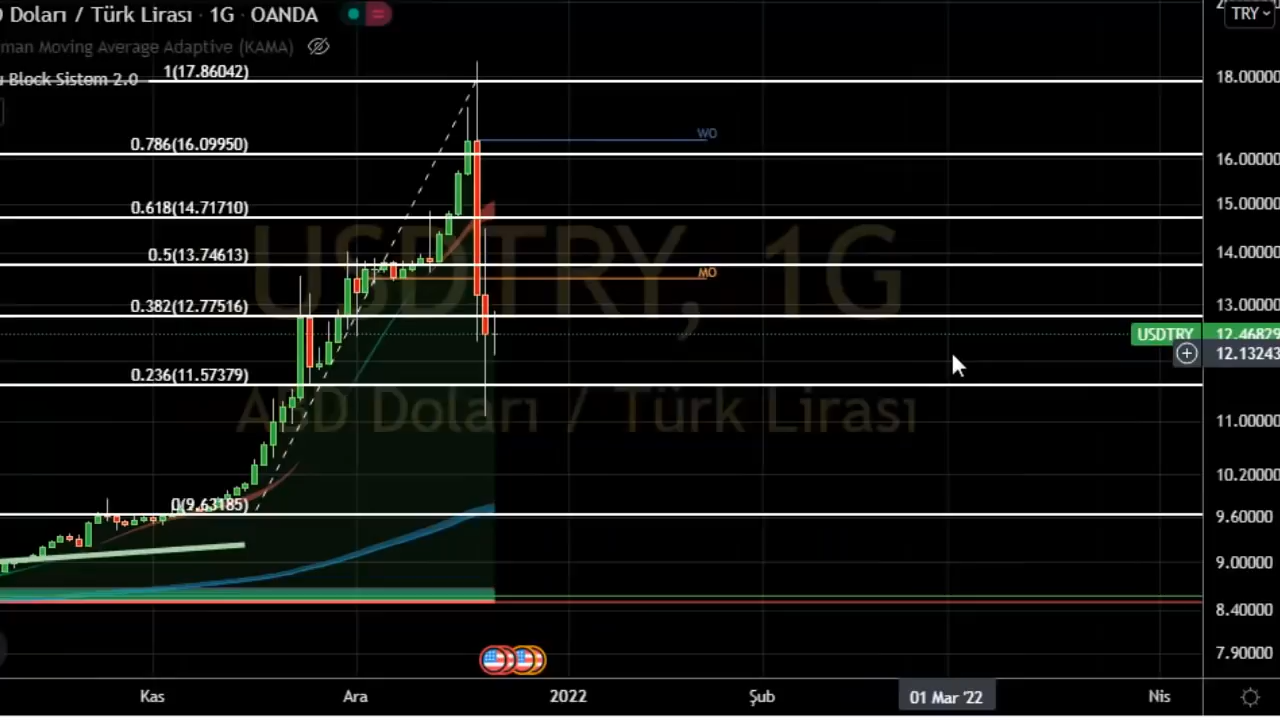 Doları / Türk Lirası · 1G · OANDA
TRY
man Moving Average Adaptive (KAMA)
Block Sistem 2.0
1(17.86042)
18.00000
WO
0.786(16.09950)
16.00000
0.618(14.71710)
15.00000
0.5(13.74613)
14.00000
MO
0.382(12.77516)
13.00000
USDTRY, 1G
USDTRY 12.46829
12.13243
0.236(11.57379)
ABD Doları / Türk Lirası
11.00000
10.20000
0(9.63185)
9.60000
9.00000
8.40000
7.90000
Kas Ara 2022 Şub 01 Mar '22 Nis